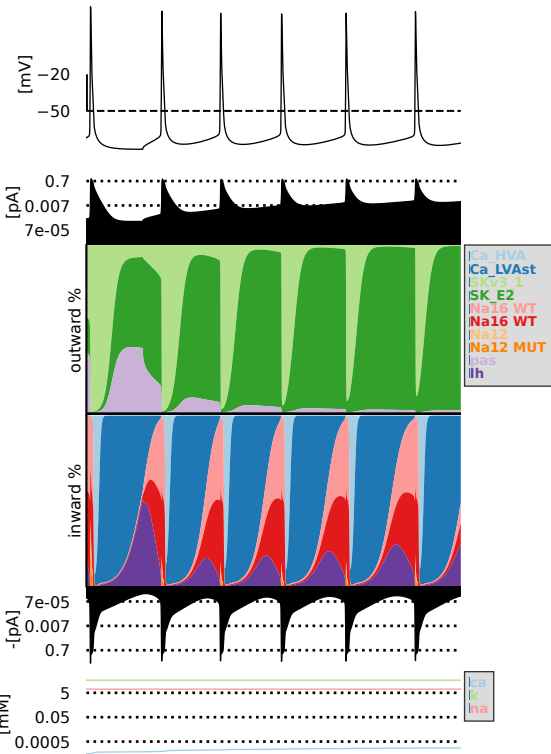 [mV]
−20
−50
[pA]
0.7
0.007
7e-05
outward %
Ca_HVA
Ca_LVAst
SKv3_1
SK_E2
Na16 WT
Na16 WT
Na12
Na12 MUT
pas
Ih
inward %
-[pA]
7e-05
0.007
0.7
[mM]
5
0.05
0.0005
ca
k
na